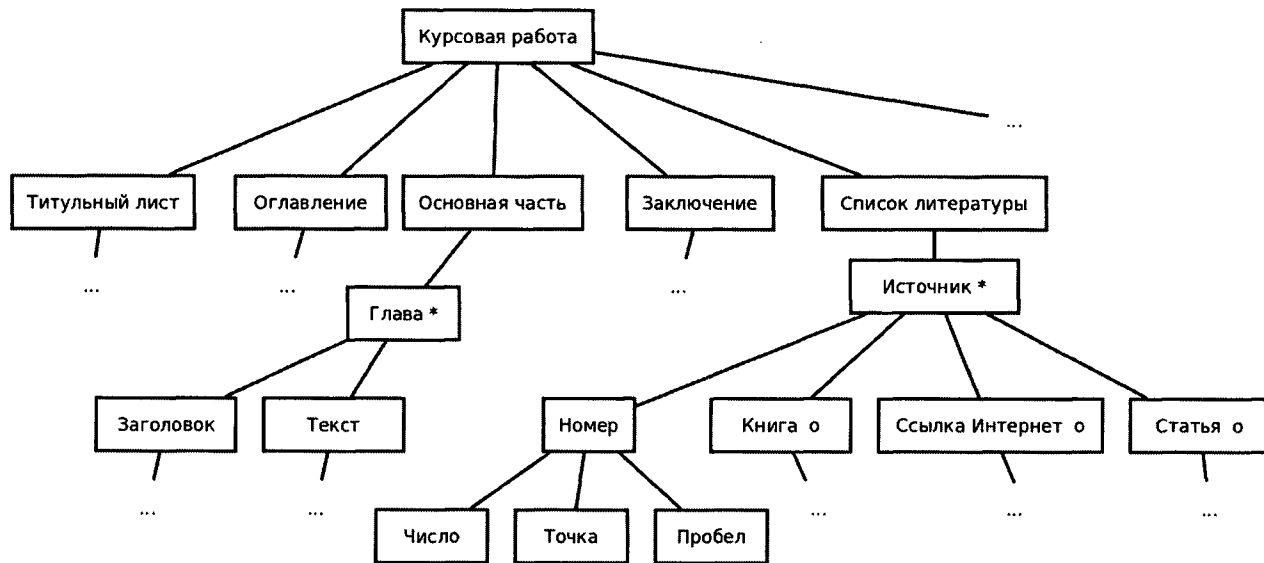 Курсовая работа
...
Титульный лист
Оглавление
Основная часть
Заключение
Список литературы
...
...
...
Глава *
Источник *
Заголовок
Текст
Номер
Книга о
Ссылка Интернет о
Статья о
...
...
...
...
...
Число
Точка
Пробел